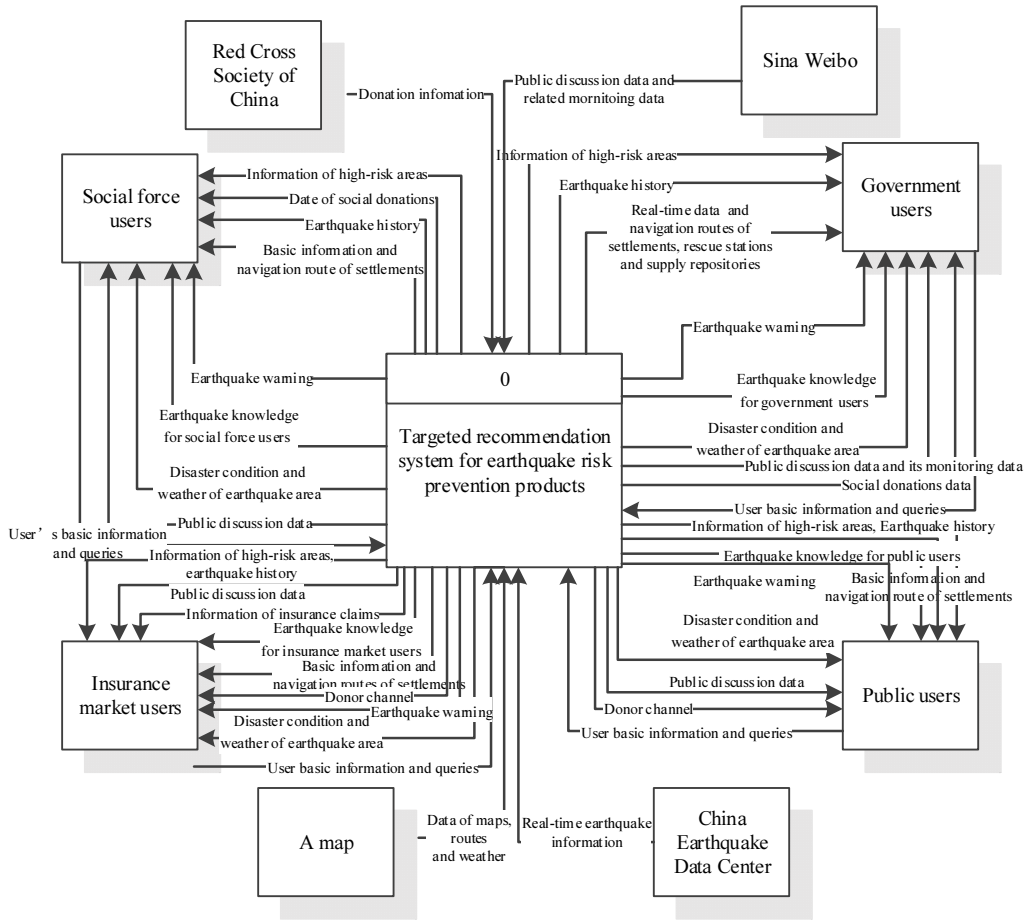 Red Cross
Society of
China
Sina Weibo
Donation infomation
Public discussion data and
related mornitoing data
Social force
users
Information of high-risk areas
Date of social donations
Earthquake history
Basic information and
navigation route of settlements
Information of high-risk areas
Earthquake history
Real-time data and
navigation routes of
settlements, rescue stations
and supply repositories
Government
users
Earthquake warning
Earthquake warning
0
Earthquake knowledge
for government users
Earthquake knowledge
for social force users
Targeted recommendation
system for earthquake risk
prevention products
Disaster condition and
weather of earthquake area
Disaster condition and
weather of earthquake area
Public discussion data and its monitoring data
Social donations data
User basic information and queries
Public discussion data
Information of high-risk areas, Earthquake history
User’s basic information
and queries
Information of high-risk areas,
earthquake history
Earthquake knowledge for public users
Public discussion data
Earthquake warning
Basic information and
navigation route of settlements
Information of insurance claims
Earthquake knowledge
for insurance market users
Disaster condition and
weather of earthquake area
Basic information and
navigation routes of settlements
Insurance
market users
Donor channel
Earthquake warning
Disaster condition and
weather of earthquake area
User basic information and queries
Public discussion data
Donor channel
User basic information and queries
Public users
A map
Data of maps,
routes
and weather
Real-time earthquake
information
China
Earthquake
Data Center